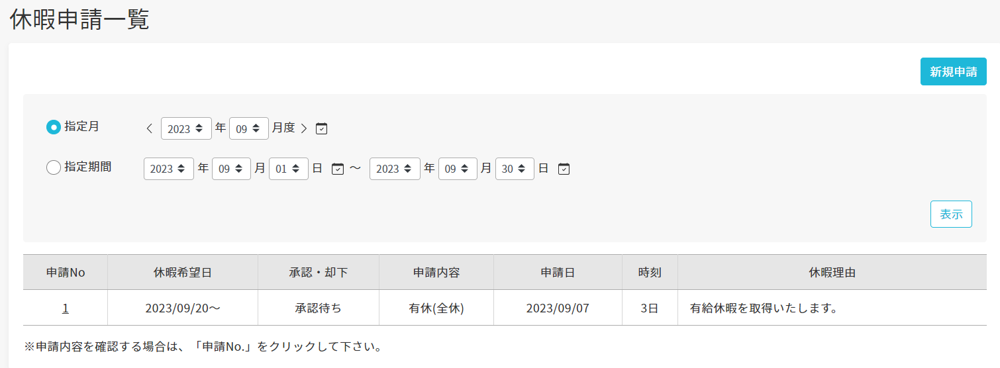 休暇申請一覧
新規申請
指定月 2023 年 09 月度
指定期間 2023 年 09 月 01 日 ～ 2023 年 09 月 30 日
表示
申請No 休暇希望日 承認・却下 申請内容 申請日 時刻 休暇理由
1 2023/09/20～ 承認待ち 有休(全休) 2023/09/07 3日 有給休暇を取得いたします。
※申請内容を確認する場合は、「申請No.」をクリックして下さい。